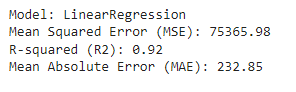 Model: LinearRegression
Mean Squared Error (MSE): 75365.98
R-squared (R2): 0.92
Mean Absolute Error (MAE): 232.85